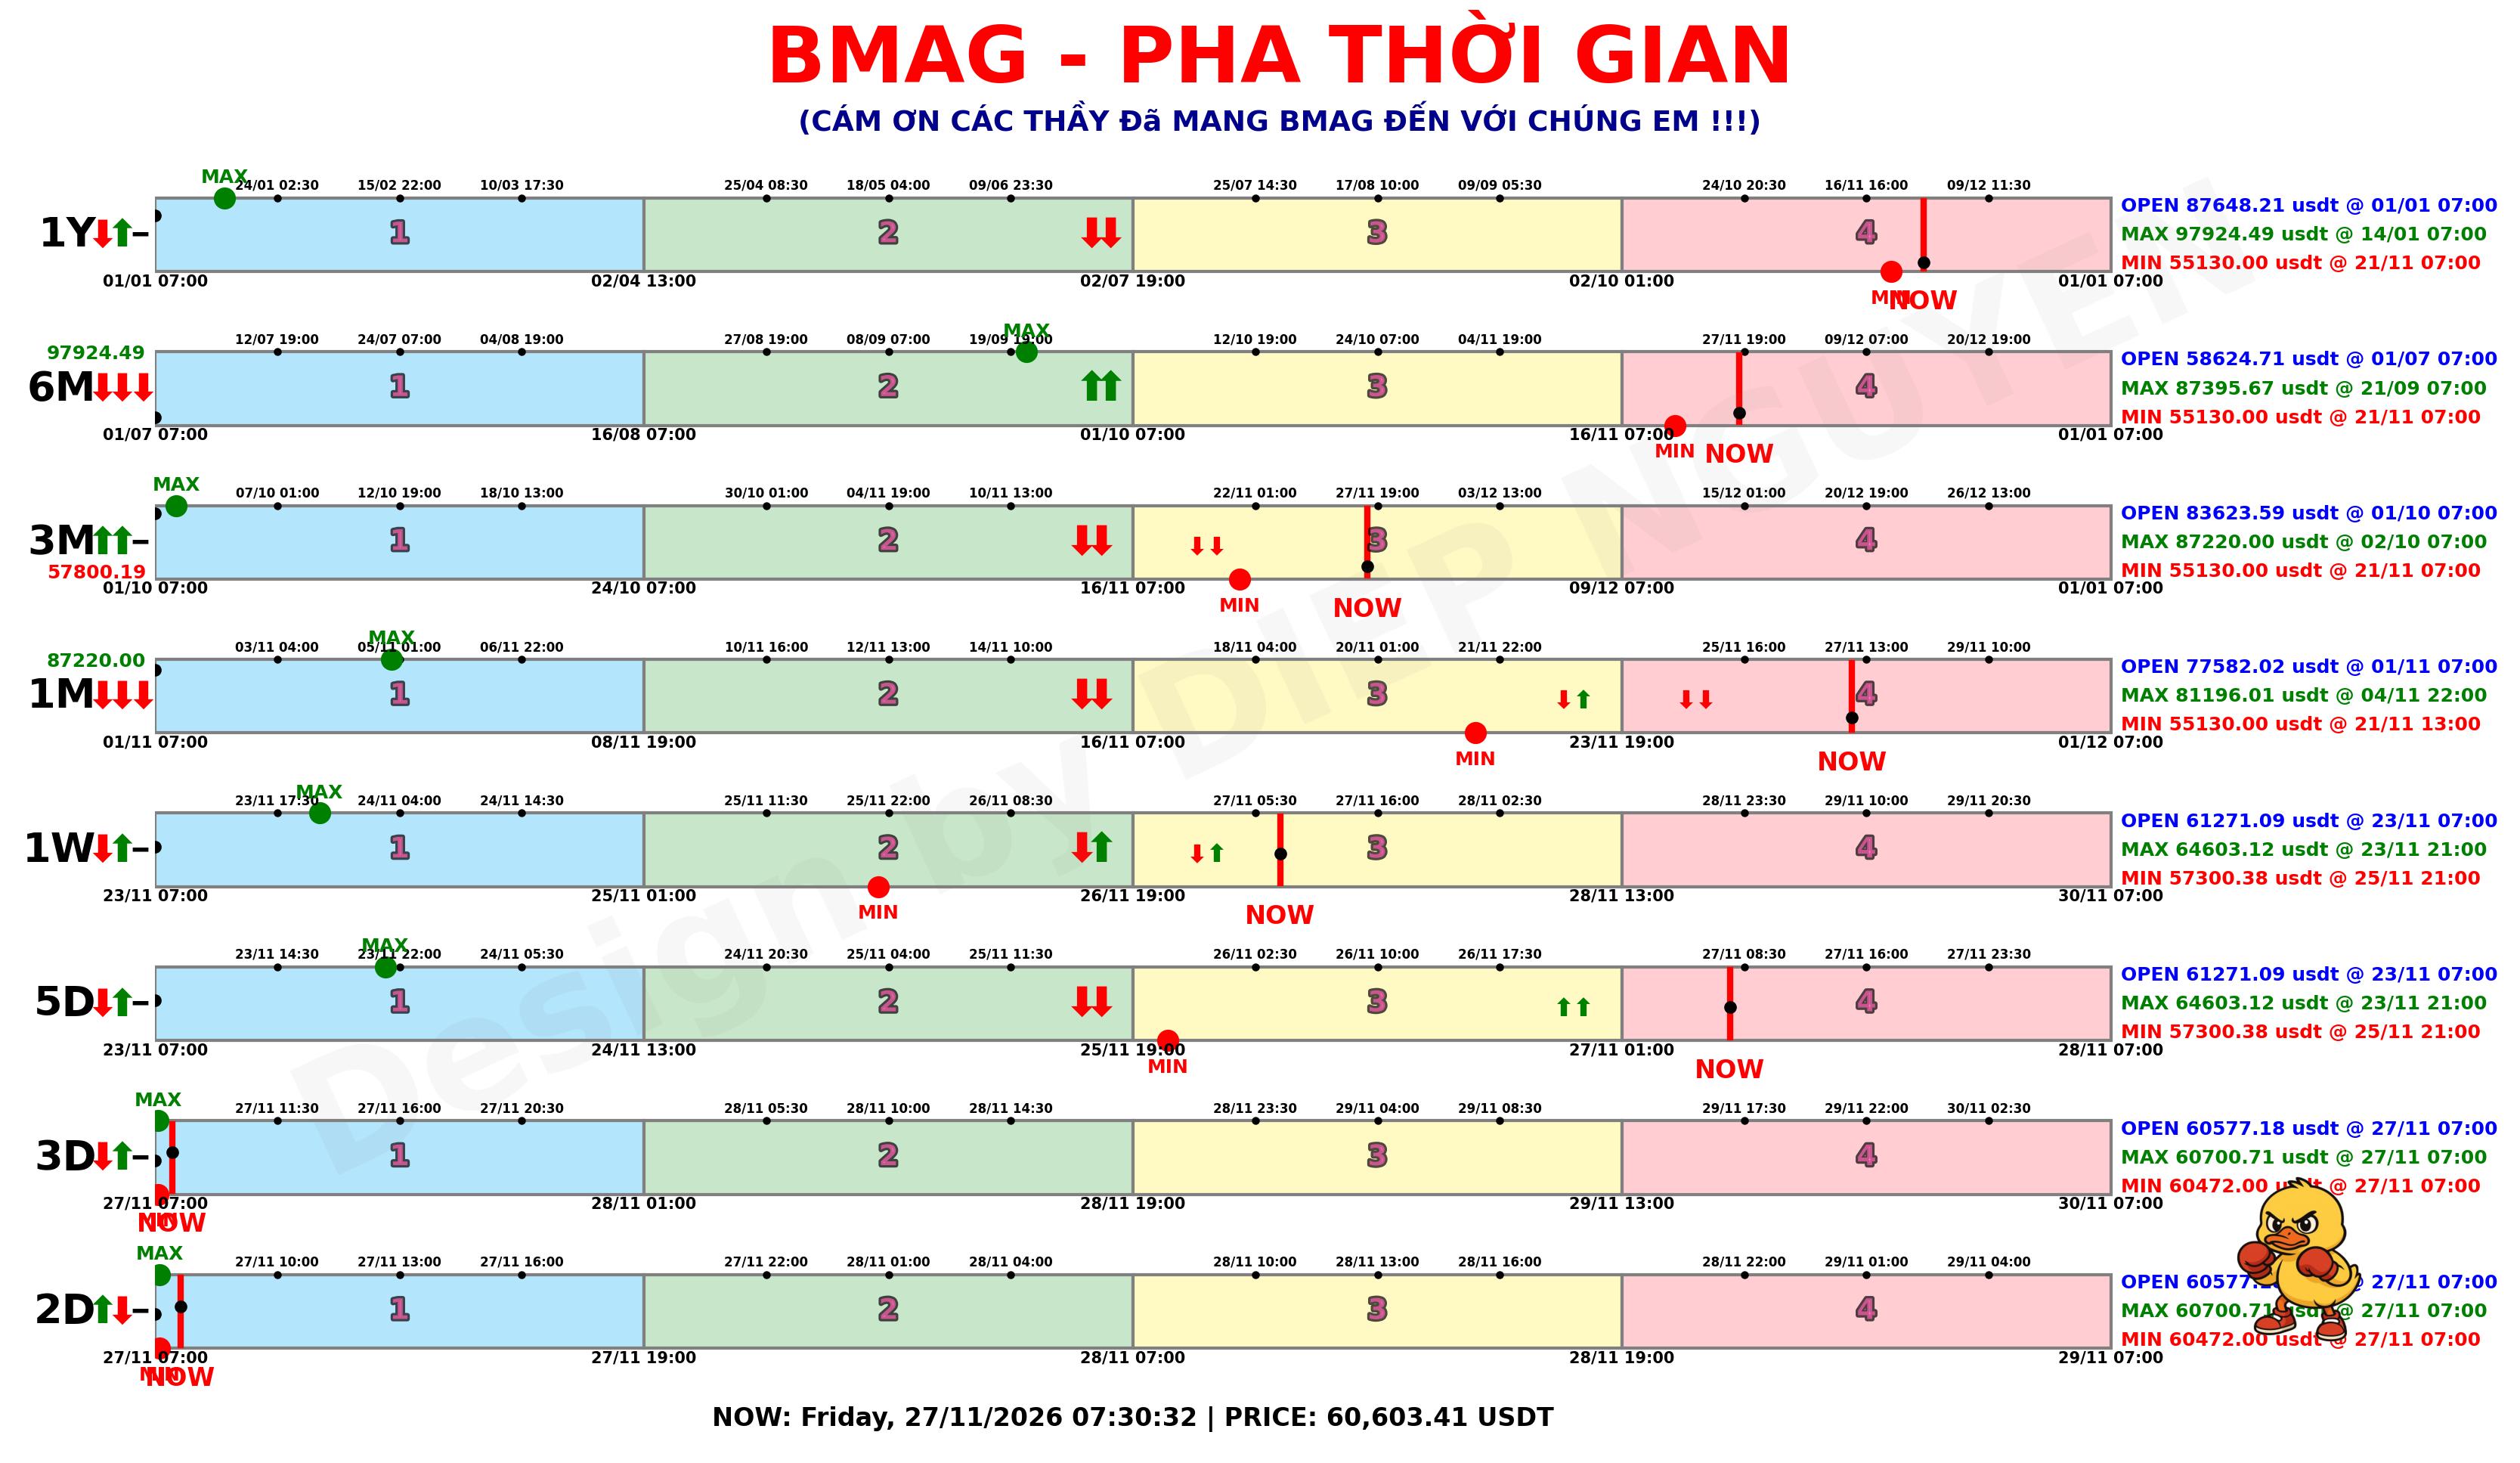 BMAG - PHA THỜI GIAN
(CÁM ƠN CÁC THẦY Đã MANG BMAG ĐẾN VỚI CHÚNG EM !!!)
MAX
24/01 02:30 15/02 22:00 10/03 17:30 25/04 08:30 18/05 04:00 09/06 23:30 25/07 14:30 17/08 10:00 09/09 05:30 24/10 20:30 16/11 16:00 09/12 11:30
OPEN 87648.21 usdt @ 01/01 07:00
1Y 1 2 3 4 MAX 97924.49 usdt @ 14/01 07:00
MIN 55130.00 usdt @ 21/11 07:00
01/01 07:00 02/04 13:00 02/07 19:00 02/10 01:00 01/01 07:00
MIN NOW
MAX
12/07 19:00 24/07 07:00 04/08 19:00 27/08 19:00 08/09 07:00 19/09 19:00 12/10 19:00 24/10 07:00 04/11 19:00 27/11 19:00 09/12 07:00 20/12 19:00
97924.49 OPEN 58624.71 usdt @ 01/07 07:00
6M 1 2 3 4 MAX 87395.67 usdt @ 21/09 07:00
MIN 55130.00 usdt @ 21/11 07:00
01/07 07:00 16/08 07:00 01/10 07:00 16/11 07:00 01/01 07:00
MIN NOW
MAX
07/10 01:00 12/10 19:00 18/10 13:00 30/10 01:00 04/11 19:00 10/11 13:00 22/11 01:00 27/11 19:00 03/12 13:00 15/12 01:00 20/12 19:00 26/12 13:00
OPEN 83623.59 usdt @ 01/10 07:00
3M 1 2 3 4 MAX 87220.00 usdt @ 02/10 07:00
57800.19 MIN 55130.00 usdt @ 21/11 07:00
01/10 07:00 24/10 07:00 16/11 07:00 09/12 07:00 01/01 07:00
MIN NOW
MAX
03/11 04:00 05/11 01:00 06/11 22:00 10/11 16:00 12/11 13:00 14/11 10:00 18/11 04:00 20/11 01:00 21/11 22:00 25/11 16:00 27/11 13:00 29/11 10:00
87220.00 OPEN 77582.02 usdt @ 01/11 07:00
1M 1 2 3 4 MAX 81196.01 usdt @ 04/11 22:00
MIN 55130.00 usdt @ 21/11 13:00
01/11 07:00 08/11 19:00 16/11 07:00 23/11 19:00 01/12 07:00
MIN NOW
MAX
23/11 17:30 24/11 04:00 24/11 14:30 25/11 11:30 25/11 22:00 26/11 08:30 27/11 05:30 27/11 16:00 28/11 02:30 28/11 23:30 29/11 10:00 29/11 20:30
OPEN 61271.09 usdt @ 23/11 07:00
1W 1 2 3 4 MAX 64603.12 usdt @ 23/11 21:00
MIN 57300.38 usdt @ 25/11 21:00
23/11 07:00 25/11 01:00 26/11 19:00 28/11 13:00 30/11 07:00
MIN NOW
MAX
23/11 14:30 23/11 22:00 24/11 05:30 24/11 20:30 25/11 04:00 25/11 11:30 26/11 02:30 26/11 10:00 26/11 17:30 27/11 08:30 27/11 16:00 27/11 23:30
OPEN 61271.09 usdt @ 23/11 07:00
5D 1 2 3 4 MAX 64603.12 usdt @ 23/11 21:00
MIN 57300.38 usdt @ 25/11 21:00
23/11 07:00 24/11 13:00 25/11 19:00 27/11 01:00 28/11 07:00
MIN NOW
MAX
27/11 11:30 27/11 16:00 27/11 20:30 28/11 05:30 28/11 10:00 28/11 14:30 28/11 23:30 29/11 04:00 29/11 08:30 29/11 17:30 29/11 22:00 30/11 02:30
OPEN 60577.18 usdt @ 27/11 07:00
3D 1 2 3 4 MAX 60700.71 usdt @ 27/11 07:00
MIN 60472.00 usdt @ 27/11 07:00
27/11 07:00 28/11 01:00 28/11 19:00 29/11 13:00 30/11 07:00
MIN NOW
MAX
27/11 10:00 27/11 13:00 27/11 16:00 27/11 22:00 28/11 01:00 28/11 04:00 28/11 10:00 28/11 13:00 28/11 16:00 28/11 22:00 29/11 01:00 29/11 04:00
OPEN @ 27/11 07:00
2D 1 2 3 4 MAX 60700.71 usdt @ 27/11 07:00
MIN 60472.00 usdt @ 27/11 07:00
27/11 07:00 27/11 19:00 28/11 07:00 28/11 19:00 29/11 07:00
MIN NOW
NOW: Friday, 27/11/2026 07:30:32 | PRICE: 60,603.41 USDT
Design by DIEP NGUYEN